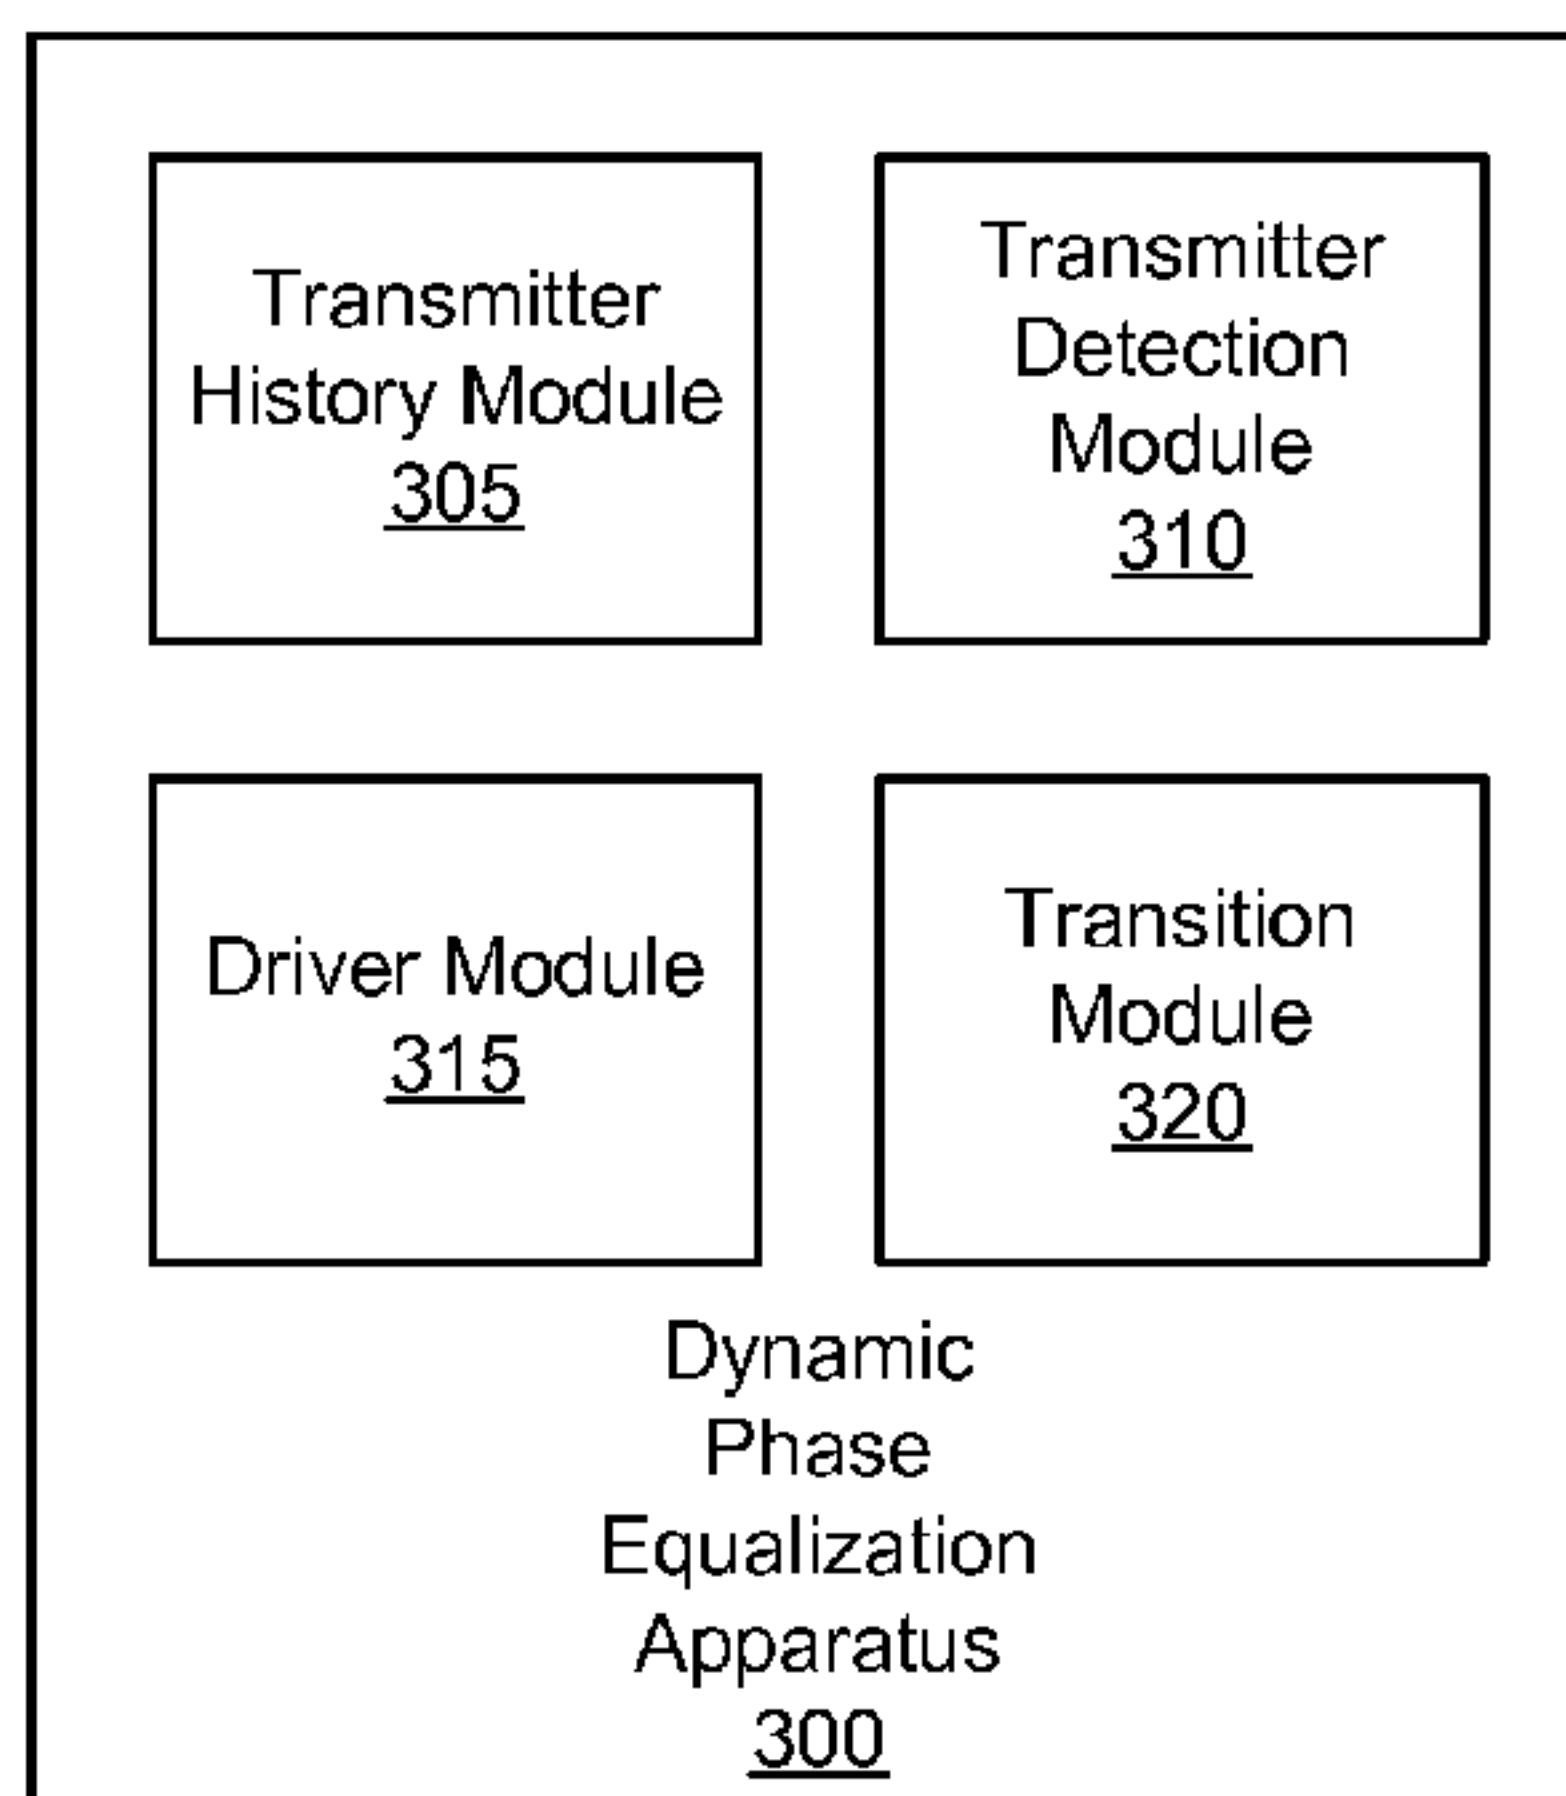 Transmitter
History Module
305
Transmitter
Detection
Module
310
Driver Module
315
Transition
Module
320
Dynamic
Phase
Equalization
Apparatus
300